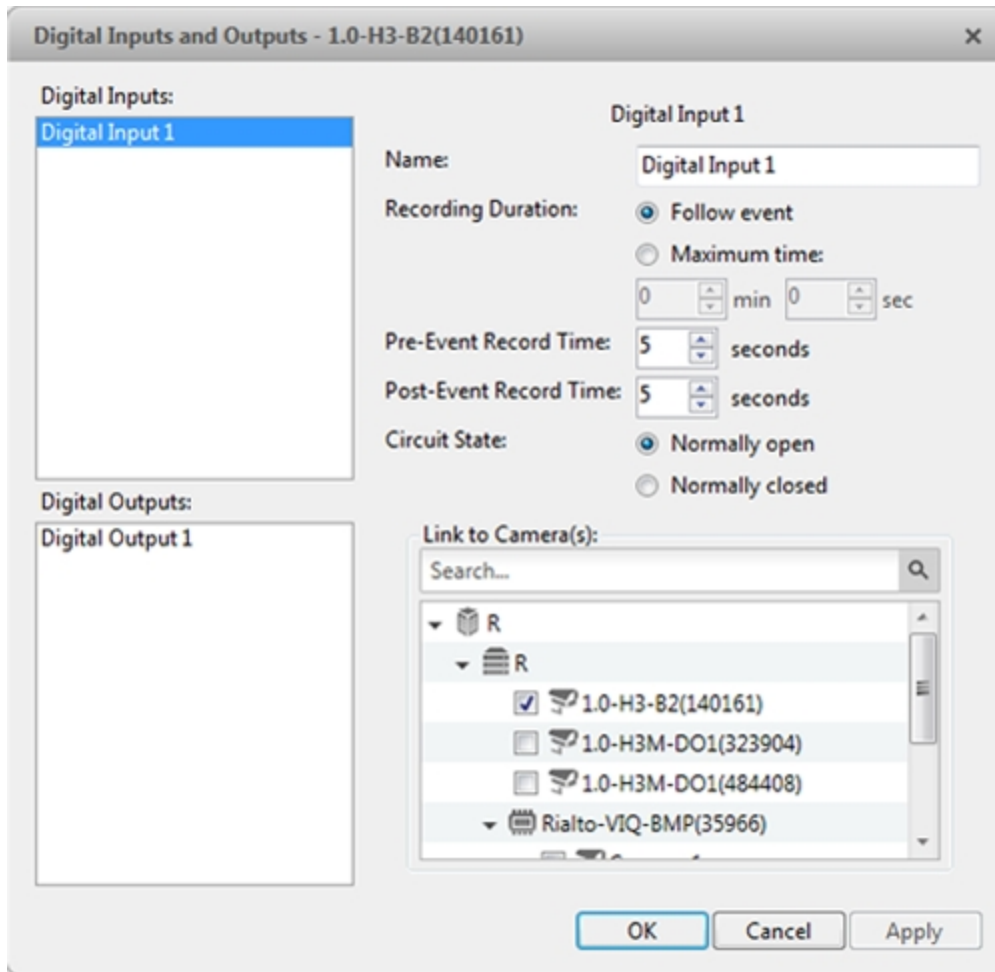 Digital Inputs and Outputs - 1.0-H3-B2(140161)
Digital Inputs:
Digital Input 1
Digital Input 1
Name:
Digital Input 1
Recording Duration:
Follow event
Maximum time:
0 min 0 sec
Pre-Event Record Time:
5 seconds
Post-Event Record Time:
5 seconds
Circuit State:
Normally open
Normally closed
Digital Outputs:
Digital Output 1
Link to Camera(s):
Search...
R
R
1.0-H3-B2(140161)
1.0-H3M-DO1(323904)
1.0-H3M-DO1(484408)
Rialto-VIQ-BMP(35966)
OK
Cancel
Apply